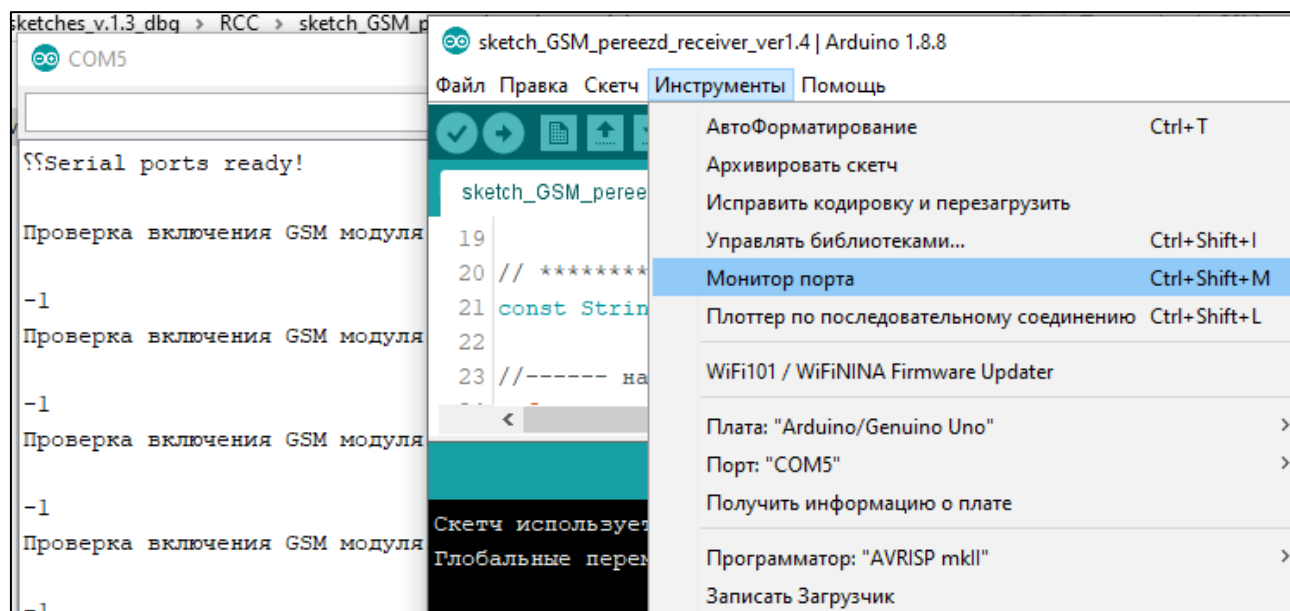 sketches_v.1.3_dbg > RCC > sketch_GSM_p
COM5
⸮⸮Serial ports ready!
Проверка включения GSM модуля
-1
Проверка включения GSM модуля
-1
Проверка включения GSM модуля
-1
Проверка включения GSM модуля
-1
sketch_GSM_pereezd_receiver_ver1.4 | Arduino 1.8.8
Файл Правка Скетч Инструменты Помощь
sketch_GSM_peree
19
20 // ********
21 const Strin
22
23 //------ на
Скетч использует
Глобальные перем
АвтоФорматирование Ctrl+T
Архивировать скетч
Исправить кодировку и перезагрузить
Управлять библиотеками... Ctrl+Shift+I
Монитор порта Ctrl+Shift+M
Плоттер по последовательному соединению Ctrl+Shift+L
WiFi101 / WiFiNINA Firmware Updater
Плата: "Arduino/Genuino Uno"
Порт: "COM5"
Получить информацию о плате
Программатор: "AVRISP mkII"
Записать Загрузчик